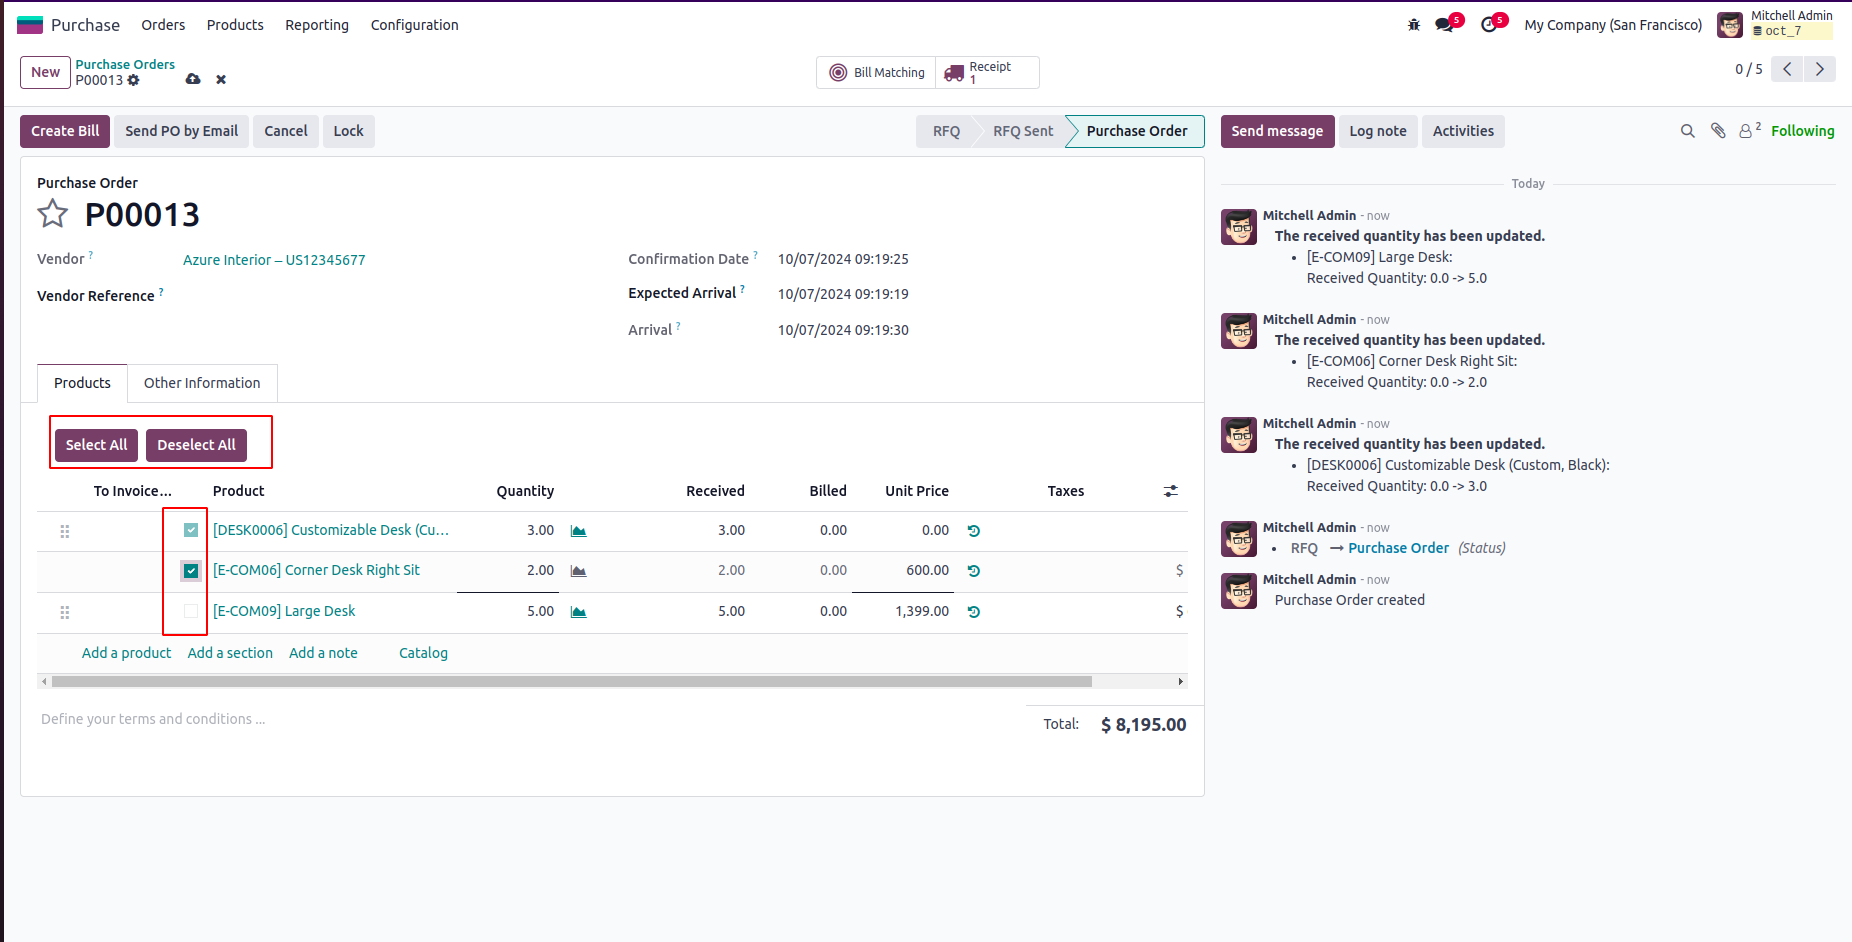 Purchase Orders Products Reporting Configuration
5 5 My Company (San Francisco) Mitchell Admin
oct_7
New Purchase Orders
P00013
Bill Matching Receipt
1
0 / 5
Create Bill Send PO by Email Cancel Lock RFQ RFQ Sent Purchase Order
Send message Log note Activities 2 Following
Purchase Order
P00013
Vendor ? Azure Interior – US12345677
Vendor Reference ?
Confirmation Date ? 10/07/2024 09:19:25
Expected Arrival ? 10/07/2024 09:19:19
Arrival ? 10/07/2024 09:19:30
Products Other Information
Select All Deselect All
To Invoice... Product Quantity Received Billed Unit Price Taxes
[DESK0006] Customizable Desk (Cu... 3.00 3.00 0.00 0.00
[E-COM06] Corner Desk Right Sit 2.00 2.00 0.00 600.00 $
[E-COM09] Large Desk 5.00 5.00 0.00 1,399.00 $
Add a product Add a section Add a note Catalog
Define your terms and conditions ...
Total: $ 8,195.00
Today
Mitchell Admin - now
The received quantity has been updated.
• [E-COM09] Large Desk:
Received Quantity: 0.0 -> 5.0
Mitchell Admin - now
The received quantity has been updated.
• [E-COM06] Corner Desk Right Sit:
Received Quantity: 0.0 -> 2.0
Mitchell Admin - now
The received quantity has been updated.
• [DESK0006] Customizable Desk (Custom, Black):
Received Quantity: 0.0 -> 3.0
Mitchell Admin - now
• RFQ → Purchase Order (Status)
Mitchell Admin - now
Purchase Order created